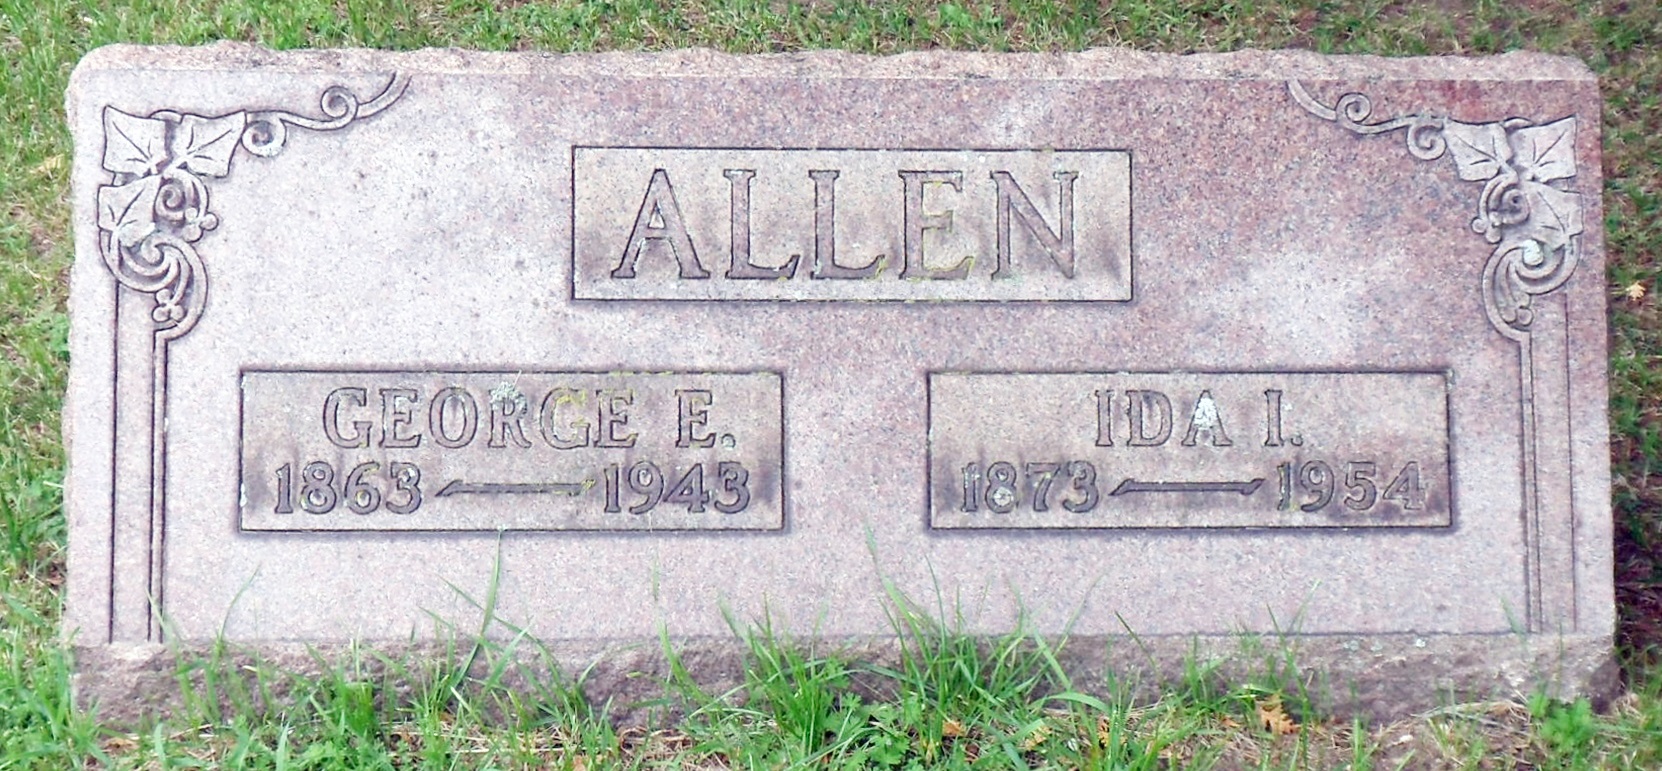 ALLEN
GEORGE E.
1863 — 1943
IDA I.
1873 — 1954